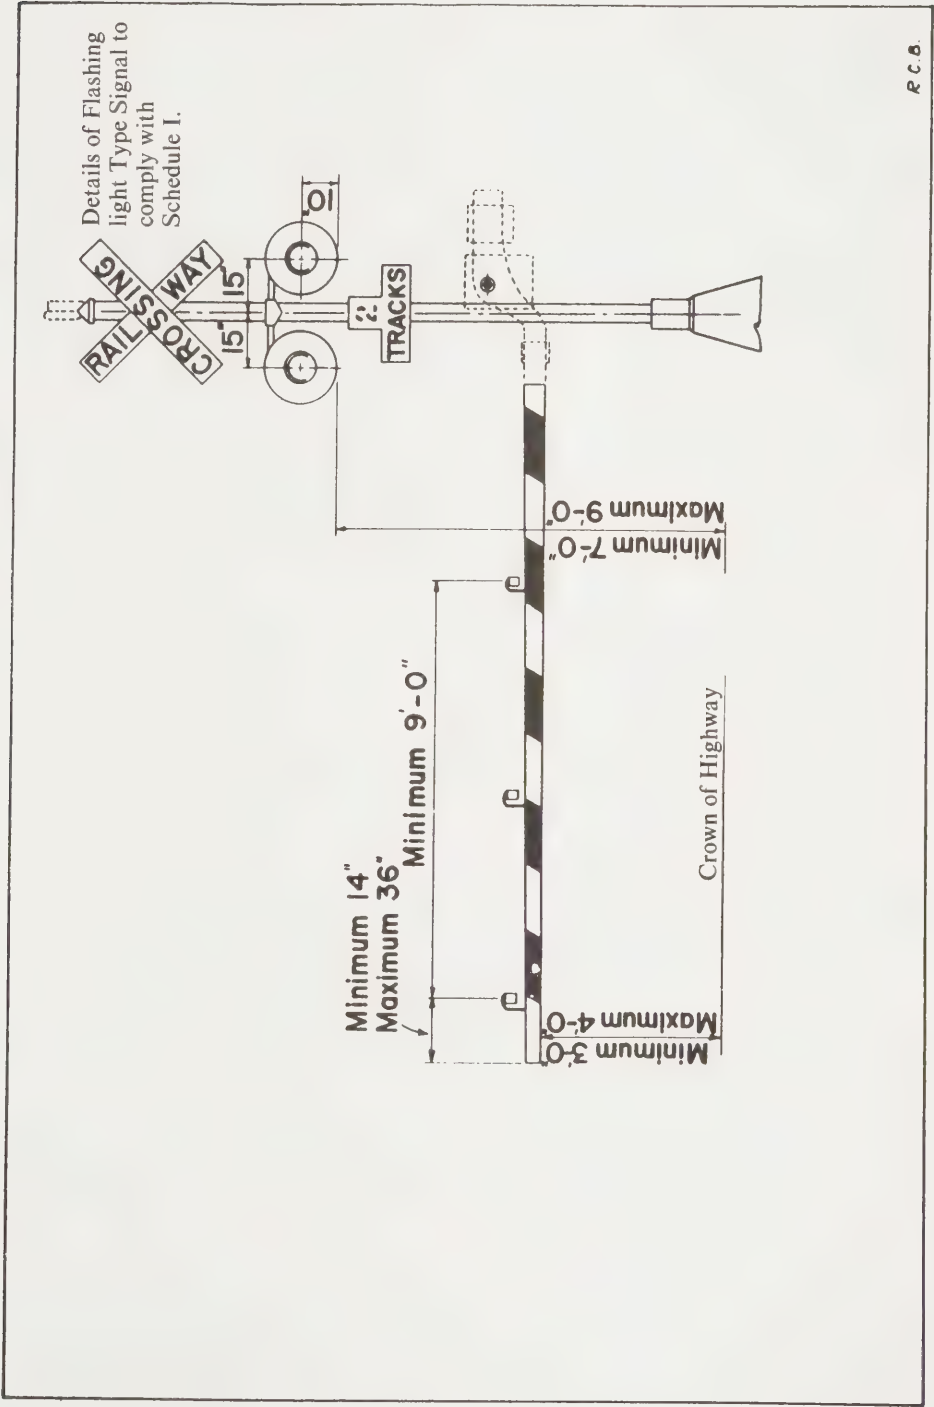 Details of Flashing
light Type Signal to
comply with
Schedule I.
RAILWAY
CROSSING
15" 15"
10"
2
TRACKS
Maximum 9'-0"
Minimum 7'-0"
Minimum 9'-0"
Minimum 14"
Maximum 36"
Maximum 4'-0"
Minimum 3'-0"
Crown of Highway
R.C.B.